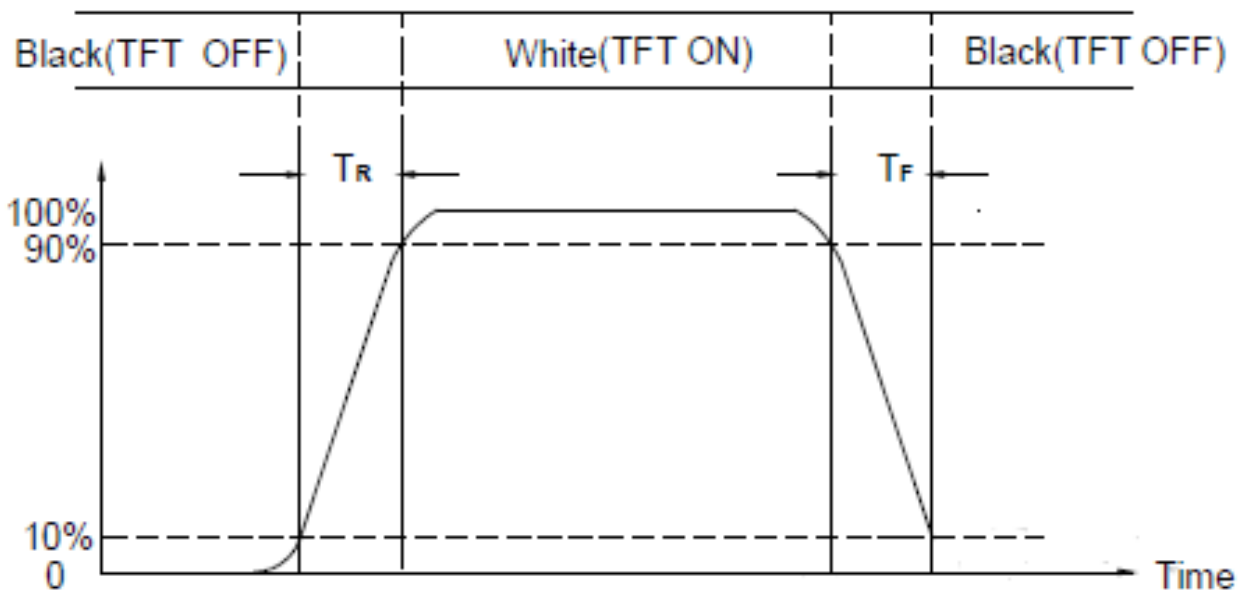 Black(TFT OFF) White(TFT ON) Black(TFT OFF)
TR TF
100%
90%
10%
0
Time